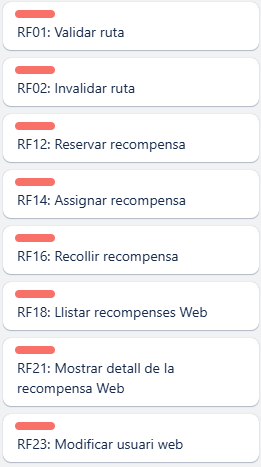 RF01: Validar ruta
RF02: Invalidar ruta
RF12: Reservar recompensa
RF14: Assignar recompensa
RF16: Recollir recompensa
RF18: Llistar recompenses Web
RF21: Mostrar detall de la
recompensa Web
RF23: Modificar usuari web